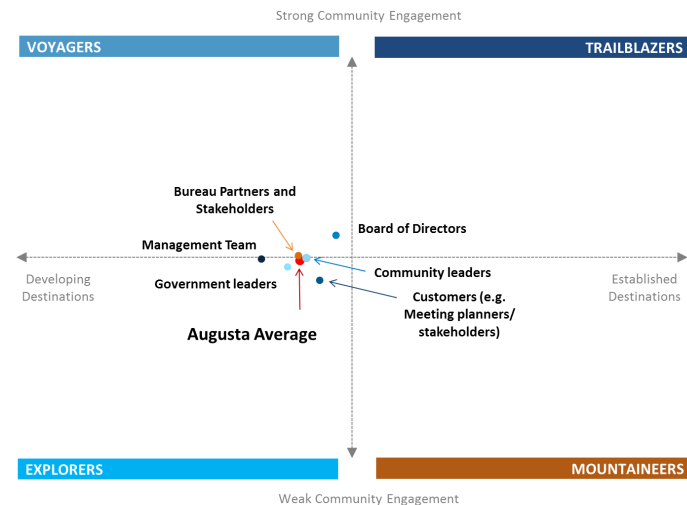 Strong Community Engagement
VOYAGERS
TRAILBLAZERS
Bureau Partners and
Stakeholders
Board of Directors
Management Team
Community leaders
Government leaders
Developing
Destinations
Established
Destinations
Customers (e.g.
Meeting planners/
stakeholders)
Augusta Average
EXPLORERS
MOUNTAINEERS
Weak Community Engagement